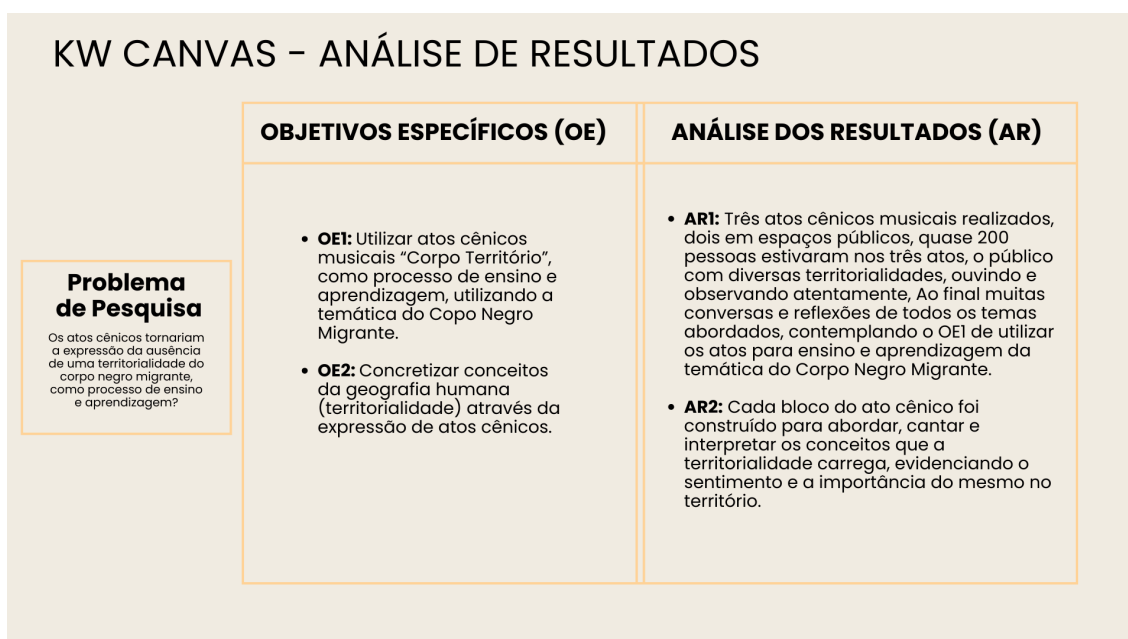 KW CANVAS - ANÁLISE DE RESULTADOS
Problema
de Pesquisa
Os atos cênicos tornariam
a expressão da ausência
de uma territorialidade do
corpo negro migrante,
como processo de ensino
e aprendizagem?
OBJETIVOS ESPECÍFICOS (OE)
• OE1: Utilizar atos cênicos
musicais “Corpo Território”,
como processo de ensino e
aprendizagem, utilizando a
temática do Copo Negro
Migrante.
• OE2: Concretizar conceitos
da geografia humana
(territorialidade) através da
expressão de atos cênicos.
ANÁLISE DOS RESULTADOS (AR)
• AR1: Três atos cênicos musicais realizados,
dois em espaços públicos, quase 200
pessoas estivaram nos três atos, o público
com diversas territorialidades, ouvindo e
observando atentamente, Ao final muitas
conversas e reflexões de todos os temas
abordados, contemplando o OE1 de utilizar
os atos para ensino e aprendizagem da
temática do Corpo Negro Migrante.
• AR2: Cada bloco do ato cênico foi
construído para abordar, cantar e
interpretar os conceitos que a
territorialidade carrega, evidenciando o
sentimento e a importância do mesmo no
território.